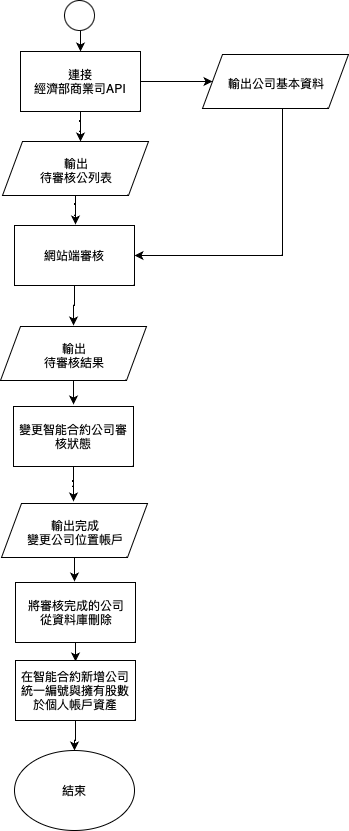 連接
經濟部商業司API
輸出公司基本資料
輸出
待審核公列表
網站端審核
輸出
待審核結果
變更智能合約公司審
核狀態
輸出完成
變更公司位置帳戶
將審核完成的公司
從資料庫刪除
在智能合約新增公司
統一編號與擁有股數
於個人帳戶資產
結束